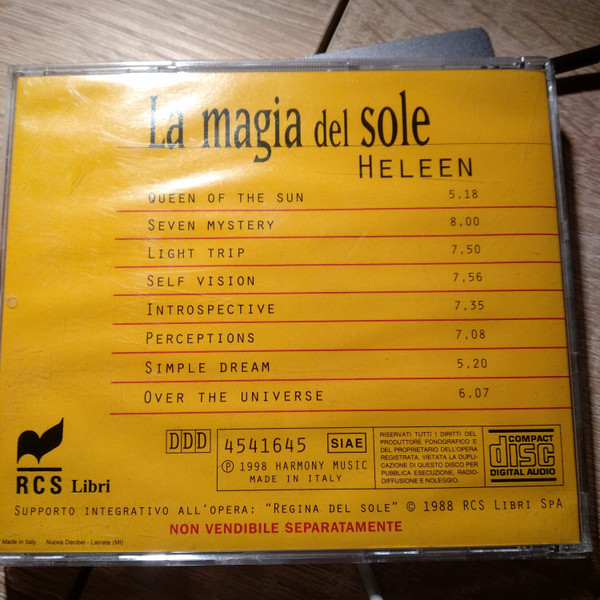 La magia del sole
HELEEN
QUEEN OF THE SUN 5.18
SEVEN MYSTERY 8.00
LIGHT TRIP 7.50
SELF VISION 7.56
INTROSPECTIVE 7.35
PERCEPTIONS 7.08
SIMPLE DREAM 5.20
OVER THE UNIVERSE 6.07
RCS Libri
DDD
4541645 SIAE
Ⓟ 1998 HARMONY MUSIC
MADE IN ITALY
RISERVATI TUTTI I DIRITTI DEL
PRODUTTORE FONOGRAFICO E
DEL PROPRIETARIO DELL'OPERA
REGISTRATA. VIETATA LA DUPLI-
CAZIONE DI QUESTO DISCO PER
PUBBLICA ESECUZIONE, RADIO-
DIFFUSIONE E NOLEGGIO.
COMPACT
disc
DIGITAL AUDIO
SUPPORTO INTEGRATIVO ALL'OPERA: "REGINA DEL SOLE" © 1988 RCS LIBRI SPA
NON VENDIBILE SEPARATAMENTE
Made in Italy Nuova Decibel - Lainate (MI)